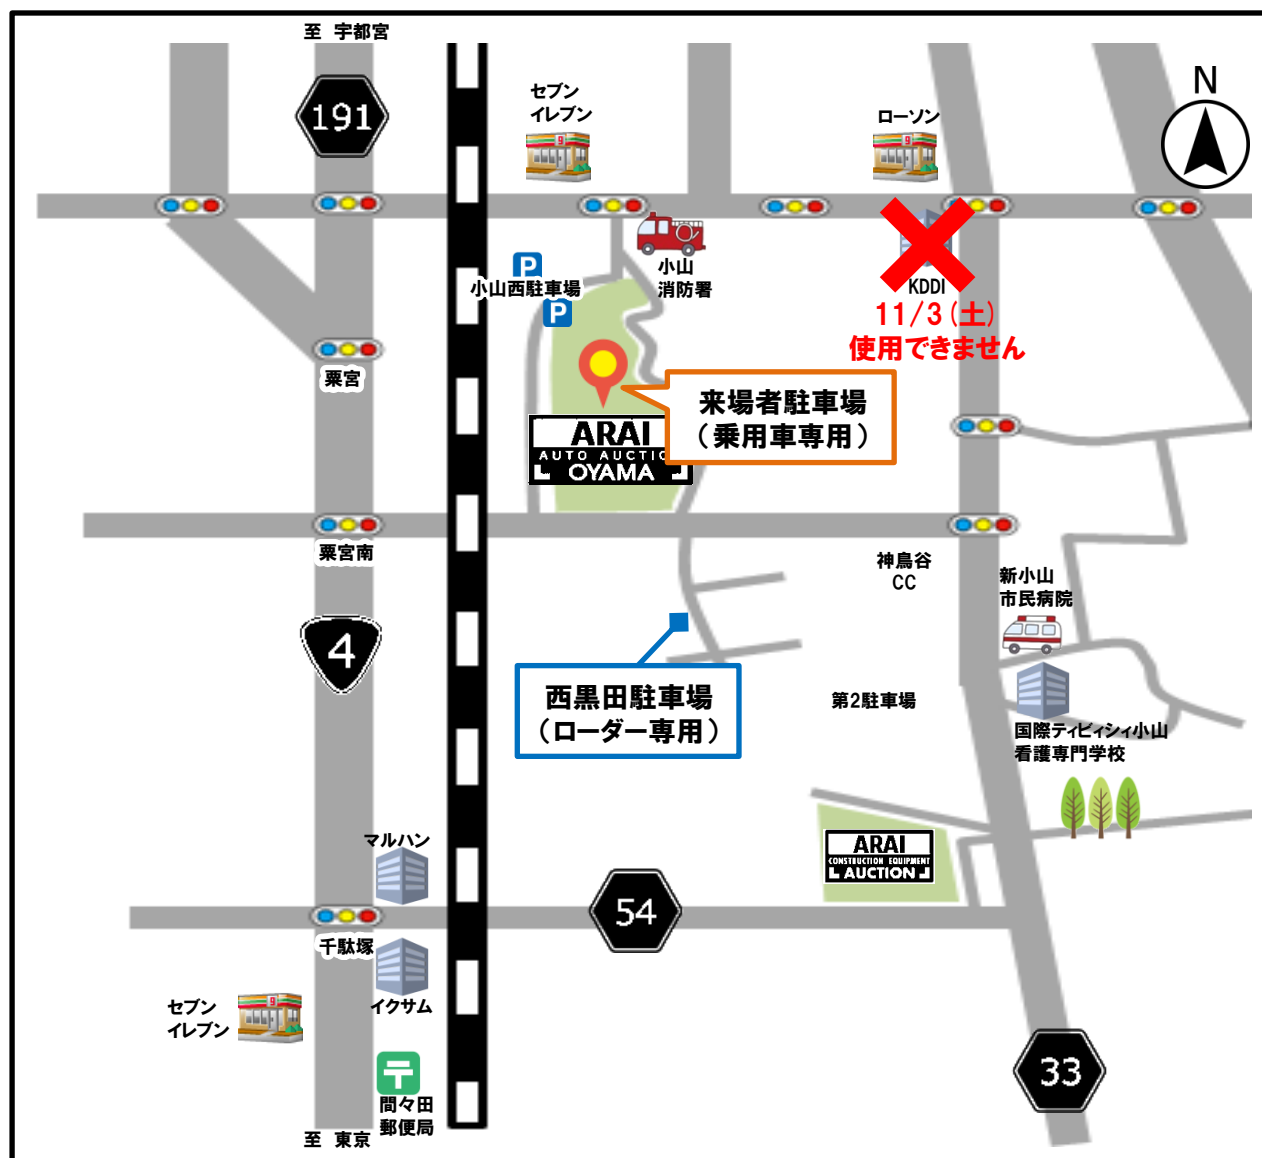 至 宇都宮
191
セブン
イレブン
ローソン
N
小山
消防署
P
小山西駐車場
P
KDDI
11/3(土)
使用できません
粟宮
来場者駐車場
(乗用車専用)
ARAI
AUTO AUCTION
OYAMA
粟宮南
神鳥谷
CC
新小山
市民病院
4
西黒田駐車場
(ローダー専用)
第2駐車場
国際ティビィシィ小山
看護専門学校
マルハン
ARAI
CONSTRUCTION EQUIPMENT
AUCTION
54
千駄塚
イクサム
セブン
イレブン
33
間々田
郵便局
至 東京